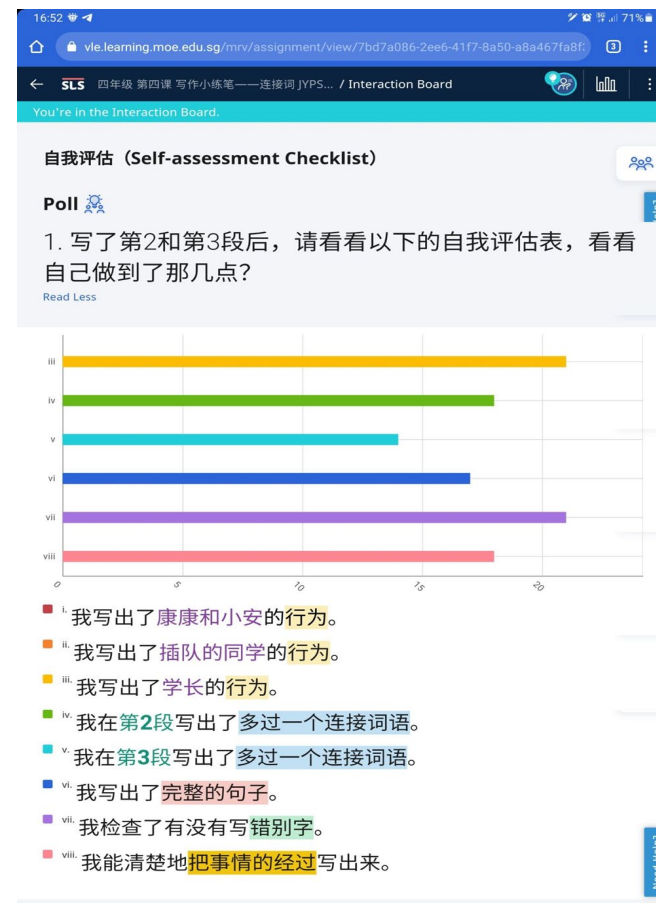 16:52
71%
vle.learning.moe.edu.sg/mrv/assignment/view/7bd7a086-2ee6-41f7-8a50-a8a467fa8f
3
SLS 四年级 第四课 写作小练笔——连接词 JYPS... / Interaction Board
You're in the Interaction Board.
自我评估（Self-assessment Checklist）
Poll
1. 写了第2和第3段后，请看看以下的自我评估表，看看
自己做到了那几点？
Read Less
iii
iv
v
vi
vii
viii
0 5 10 15 20
i. 我写出了康康和小安的行为。
ii. 我写出了插队的同学的行为。
iii. 我写出了学长的行为。
iv. 我在第2段写出了多过一个连接词语。
v. 我在第3段写出了多过一个连接词语。
vi. 我写出了完整的句子。
vii. 我检查了有没有写错别字。
viii. 我能清楚地把事情的经过写出来。